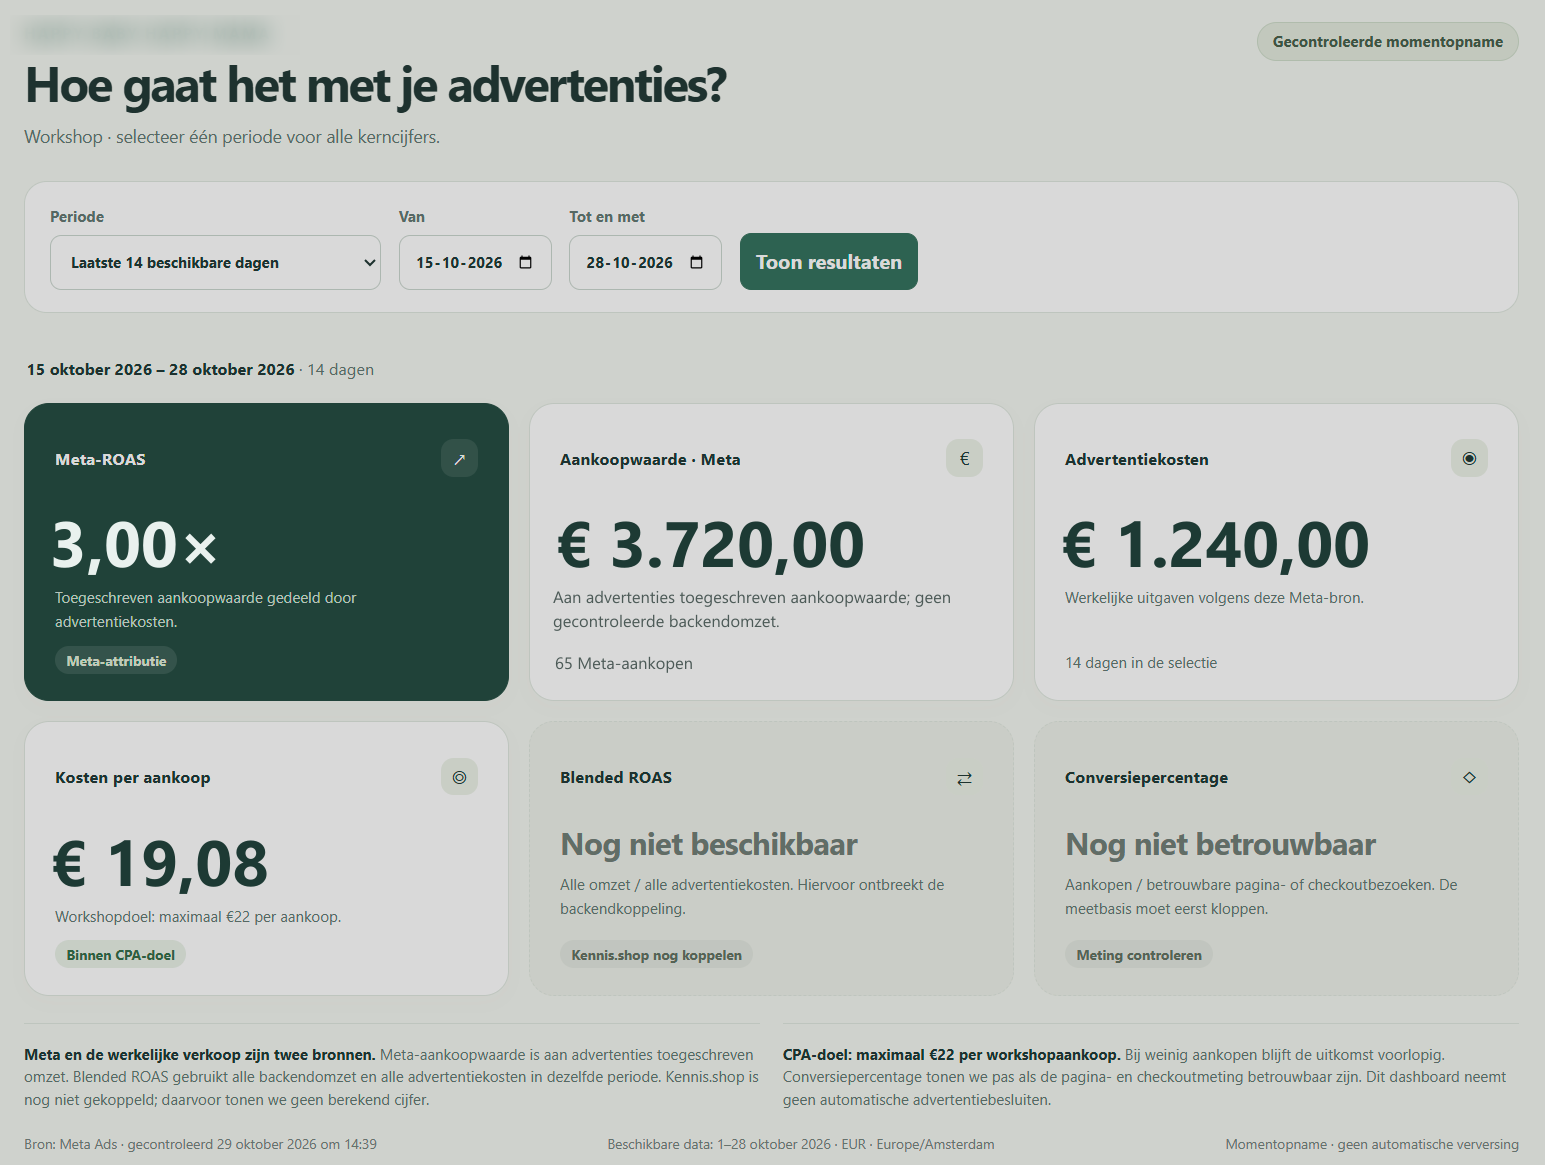 Gecontroleerde momentopname
Hoe gaat het met je advertenties?
Workshop · selecteer één periode voor alle kerncijfers.
Periode
Van
Tot en met
Laatste 14 beschikbare dagen
15-10-2026
28-10-2026
Toon resultaten
15 oktober 2026 – 28 oktober 2026 · 14 dagen
Meta-ROAS
↗
3,00×
Toegeschreven aankoopwaarde gedeeld door
advertentiekosten.
Meta-attributie
Aankoopwaarde · Meta
€
€ 3.720,00
Aan advertenties toegeschreven aankoopwaarde; geen
gecontroleerde backendomzet.
65 Meta-aankopen
Advertentiekosten
◉
€ 1.240,00
Werkelijke uitgaven volgens deze Meta-bron.
14 dagen in de selectie
Kosten per aankoop
◎
€ 19,08
Workshopdoel: maximaal €22 per aankoop.
Binnen CPA-doel
Blended ROAS
⇄
Nog niet beschikbaar
Alle omzet / alle advertentiekosten. Hiervoor ontbreekt de
backendkoppeling.
Kennis.shop nog koppelen
Conversiepercentage
◇
Nog niet betrouwbaar
Aankopen / betrouwbare pagina- of checkoutbezoeken. De
meetbasis moet eerst kloppen.
Meting controleren
Meta en de werkelijke verkoop zijn twee bronnen. Meta-aankoopwaarde is aan advertenties toegeschreven
omzet. Blended ROAS gebruikt alle backendomzet en alle advertentiekosten in dezelfde periode. Kennis.shop is
nog niet gekoppeld; daarvoor tonen we geen berekend cijfer.
CPA-doel: maximaal €22 per workshopaankoop. Bij weinig aankopen blijft de uitkomst voorlopig.
Conversiepercentage tonen we pas als de pagina- en checkoutmeting betrouwbaar zijn. Dit dashboard neemt
geen automatische advertentiebesluiten.
Bron: Meta Ads · gecontroleerd 29 oktober 2026 om 14:39
Beschikbare data: 1–28 oktober 2026 · EUR · Europe/Amsterdam
Momentopname · geen automatische verversing